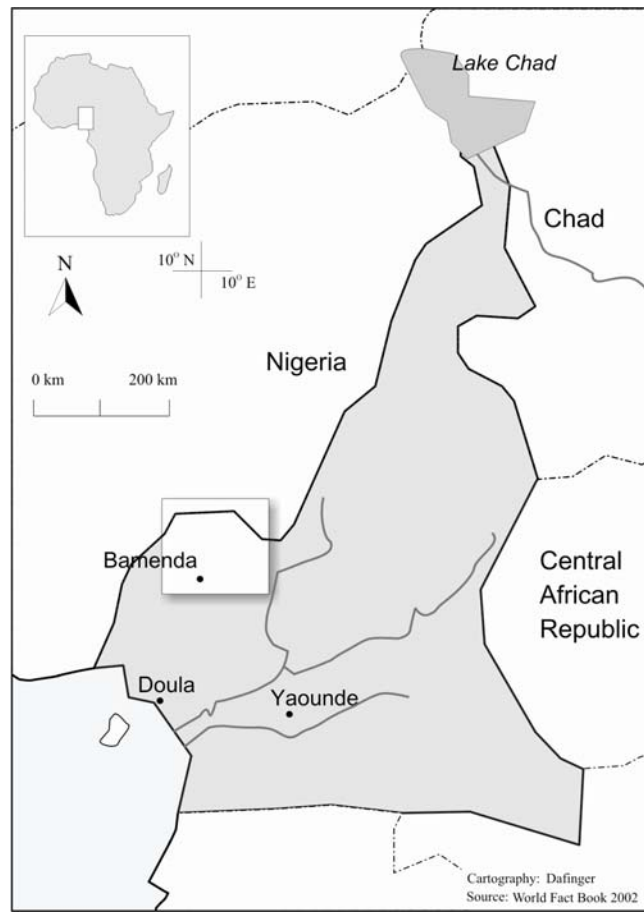 Lake Chad
Chad
10° N
10° E
N
Nigeria
0 km 200 km
Bamenda
Central
African
Republic
Doula
Yaounde
Cartography: Dafinger
Source: World Fact Book 2002